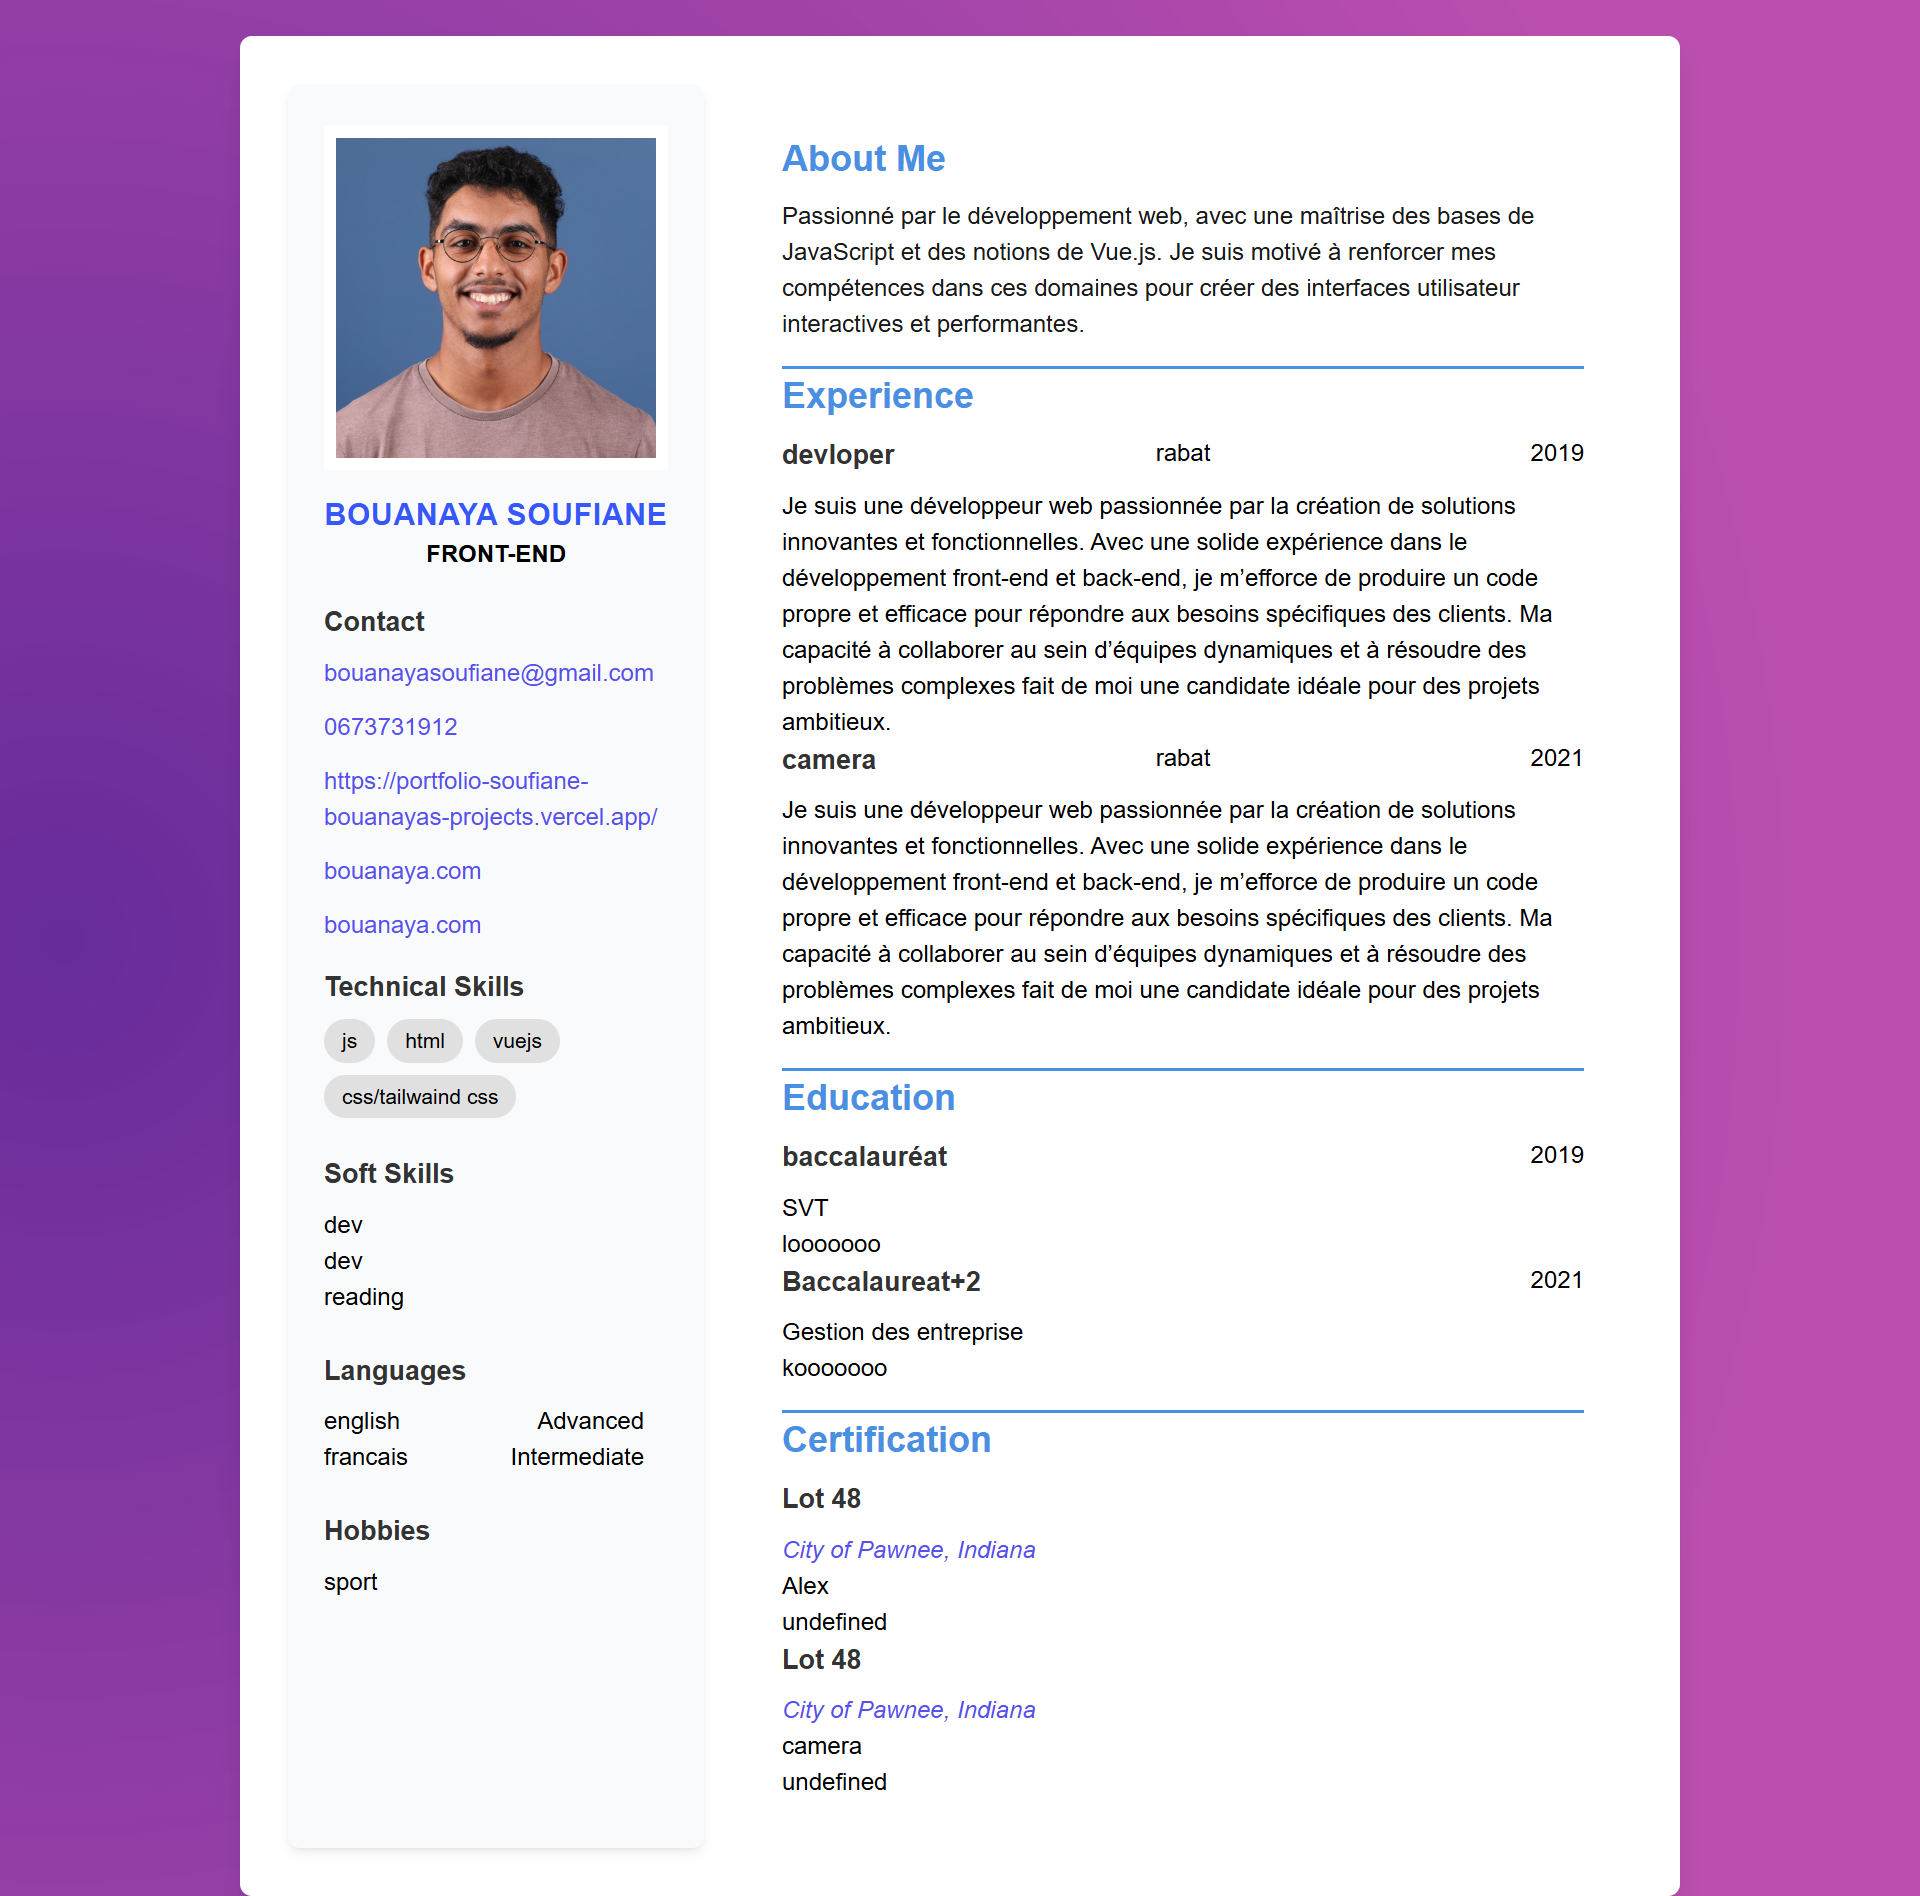 BOUANAYA SOUFIANE
FRONT-END
Contact
bouanayasoufiane@gmail.com
0673731912
https://portfolio-soufiane-
bouanayas-projects.vercel.app/
bouanaya.com
bouanaya.com
Technical Skills
js html vuejs
css/tailwaind css
Soft Skills
dev
dev
reading
Languages
english Advanced
francais Intermediate
Hobbies
sport
About Me
Passionné par le développement web, avec une maîtrise des bases de
JavaScript et des notions de Vue.js. Je suis motivé à renforcer mes
compétences dans ces domaines pour créer des interfaces utilisateur
interactives et performantes.
Experience
devloper rabat 2019
Je suis une développeur web passionnée par la création de solutions
innovantes et fonctionnelles. Avec une solide expérience dans le
développement front-end et back-end, je m’efforce de produire un code
propre et efficace pour répondre aux besoins spécifiques des clients. Ma
capacité à collaborer au sein d’équipes dynamiques et à résoudre des
problèmes complexes fait de moi une candidate idéale pour des projets
ambitieux.
camera rabat 2021
Je suis une développeur web passionnée par la création de solutions
innovantes et fonctionnelles. Avec une solide expérience dans le
développement front-end et back-end, je m’efforce de produire un code
propre et efficace pour répondre aux besoins spécifiques des clients. Ma
capacité à collaborer au sein d’équipes dynamiques et à résoudre des
problèmes complexes fait de moi une candidate idéale pour des projets
ambitieux.
Education
baccalauréat 2019
SVT
looooooo
Baccalaureat+2 2021
Gestion des entreprise
kooooooo
Certification
Lot 48
City of Pawnee, Indiana
Alex
undefined
Lot 48
City of Pawnee, Indiana
camera
undefined